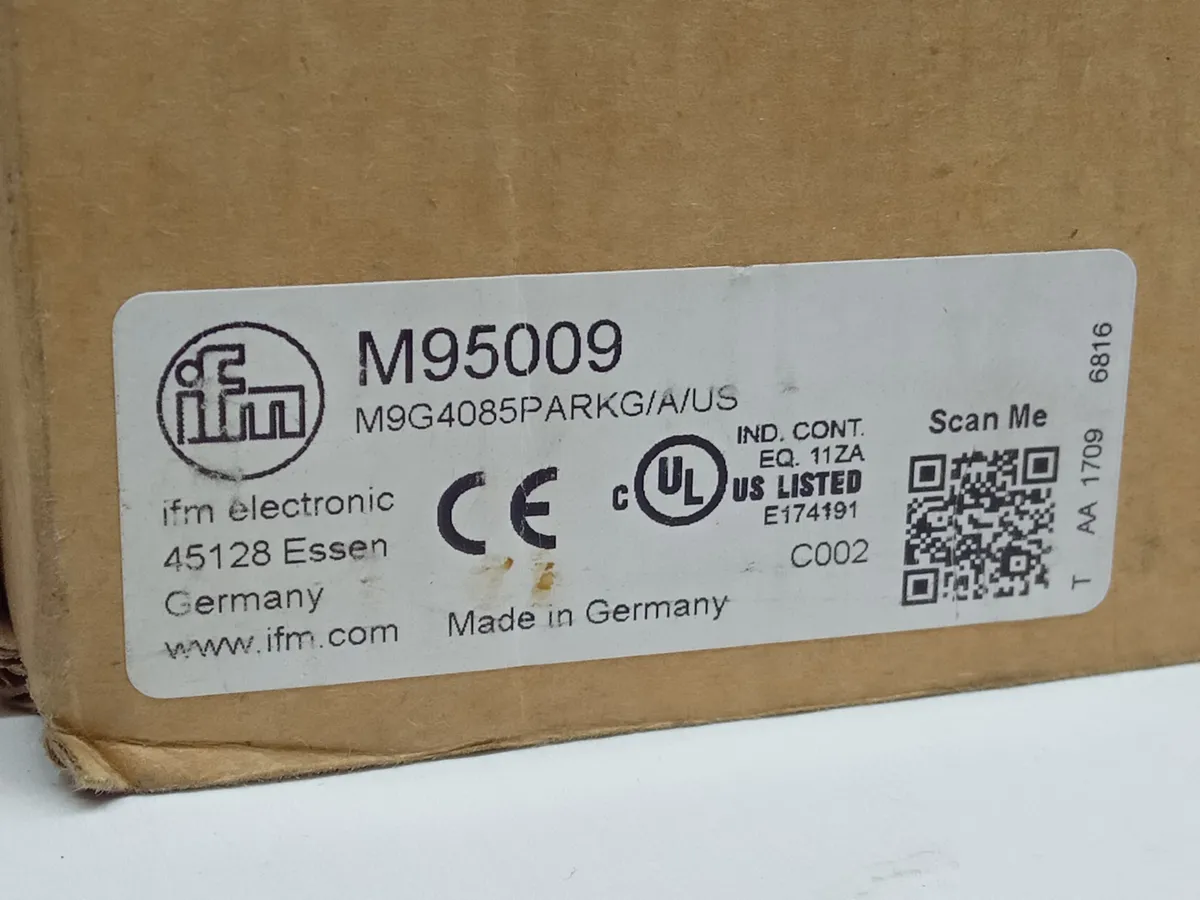 ifm
M95009
M9G4085PARKG/A/US
ifm electronic
45128 Essen
Germany
www.ifm.com
CE
Made in Germany
c UL US LISTED
IND. CONT.
EQ. 11ZA
E174191
C002
Scan Me
T AA 1709 6816